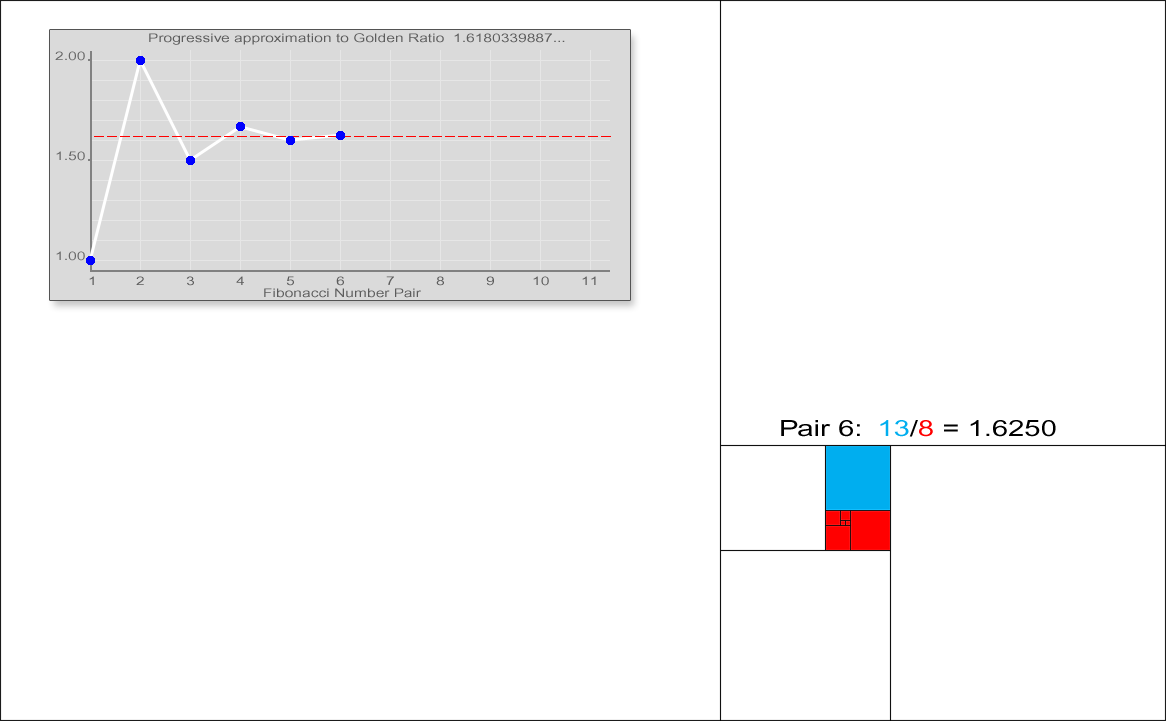 Progressive approximation to Golden Ratio  1.6180339887...
2.00
1.50
1.00
1 2 3 4 5 6 7 8 9 10 11
Fibonacci Number Pair
Pair 6:  13/8 = 1.6250